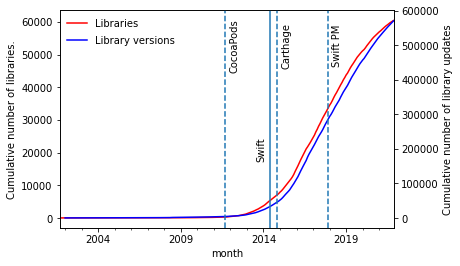 Libraries
Library versions
CocoaPods
Swift
Carthage
Swift PM
Cumulative number of libraries.
60000
50000
40000
30000
20000
10000
0
Cumulative number of library updates
600000
500000
400000
300000
200000
100000
0
2004
2009
2014
2019
month